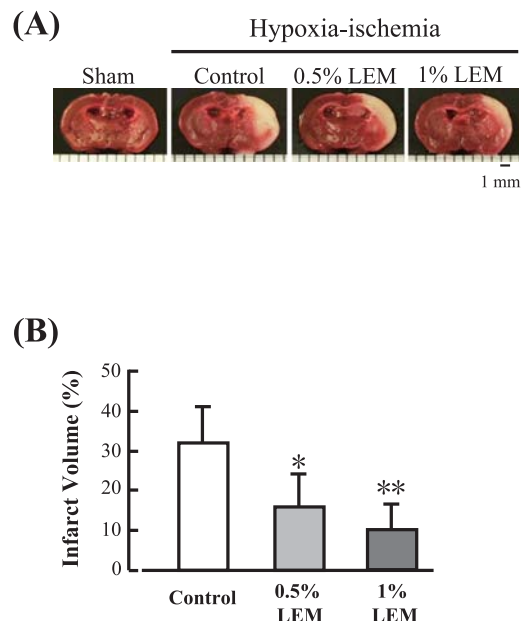 (A)
Hypoxia-ischemia
Sham Control 0.5% LEM 1% LEM
1 mm
(B)
Infarct Volume (%)
50
40
30
20
10
0
* **
Control 0.5% LEM 1% LEM